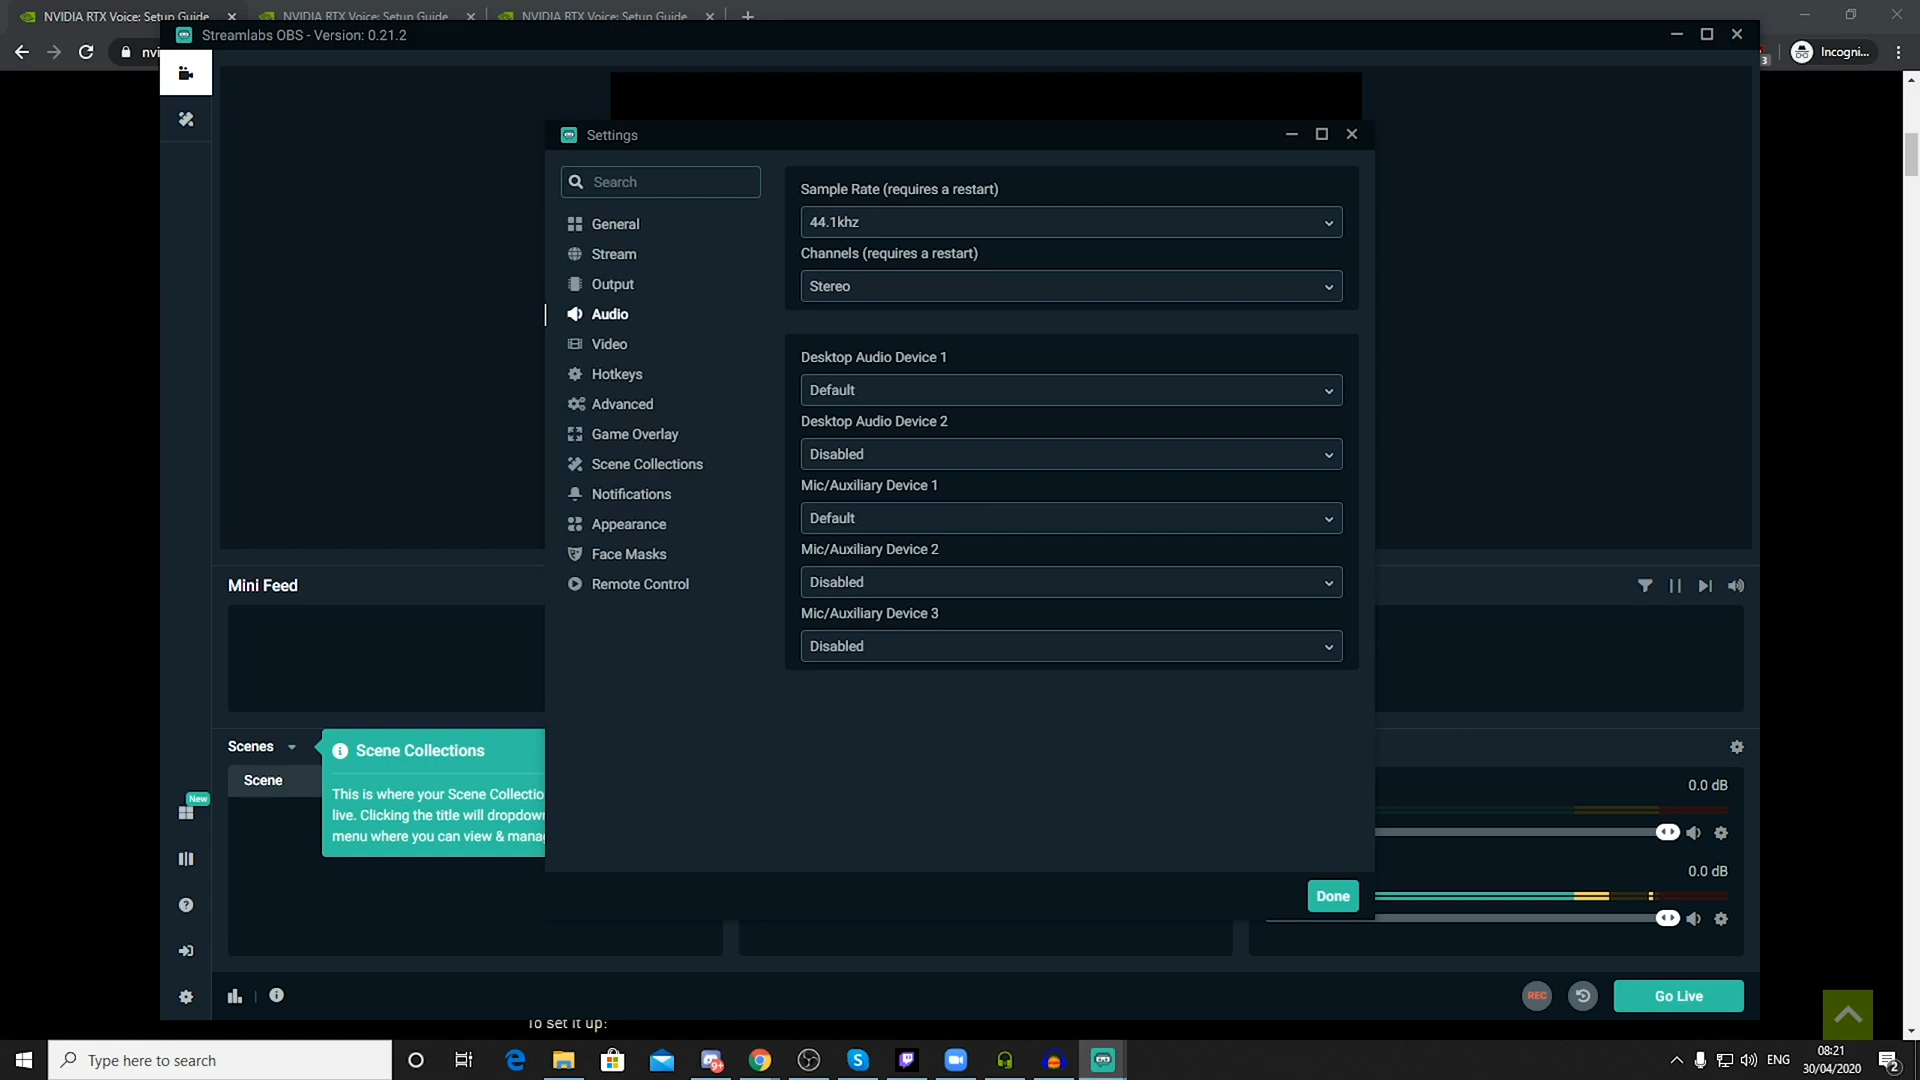 NVIDIA RTX Voice: Setup Guide
NVIDIA RTX Voice: Setup Guide
NVIDIA RTX Voice: Setup Guide
Streamlabs OBS - Version: 0.21.2
nvi
3
Incogni...
Settings
Search
General
Stream
Output
Audio
Video
Hotkeys
Advanced
Game Overlay
Scene Collections
Notifications
Appearance
Face Masks
Remote Control
Sample Rate (requires a restart)
44.1khz
Channels (requires a restart)
Stereo
Desktop Audio Device 1
Default
Desktop Audio Device 2
Disabled
Mic/Auxiliary Device 1
Default
Mic/Auxiliary Device 2
Disabled
Mic/Auxiliary Device 3
Disabled
Done
Mini Feed
Scenes
Scene
Scene Collections
This is where your Scene Collectio
live. Clicking the title will dropdown
menu where you can view & manag
New
0.0 dB
0.0 dB
REC
Go Live
To set it up:
Type here to search
9+
ENG
08:21
30/04/2020
2